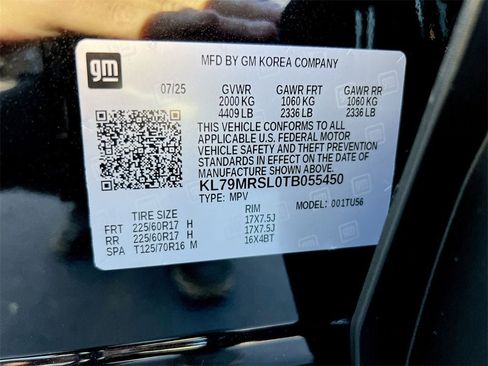 gm
MFD BY GM KOREA COMPANY
07/25 GVWR GAWR FRT GAWR RR
2000 KG 1060 KG 1060 KG
4409 LB 2336 LB 2336 LB
THIS VEHICLE CONFORMS TO ALL
APPLICABLE U.S. FEDERAL MOTOR
VEHICLE SAFETY AND THEFT PREVENTION
STANDARDS IN EFFECT ON THE DATE OF
MANUFACTURE SHOWN ABOVE.
KL79MRSL0TB055450
TYPE: MPV MODEL: 001TU56
TIRE SIZE RIM
FRT 225/60R17 H 17X7.5J
RR 225/60R17 H 17X7.5J
SPA T125/70R16 M 16X4BT